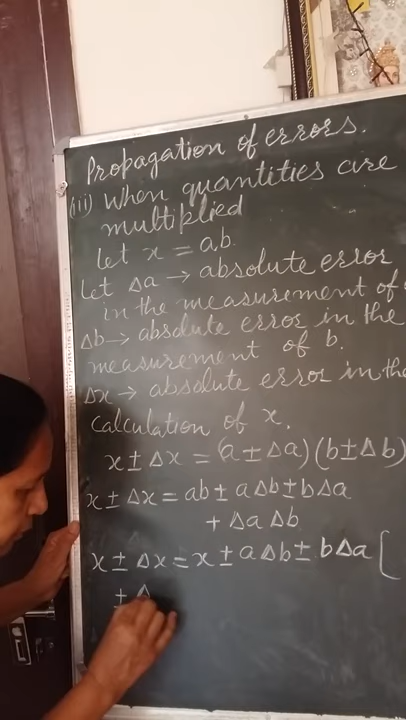 Propagation of errors.
(iii) When quantities are
multiplied
Let x = ab.
Let Δa → absolute error
in the measurement of
Δb → absolute error in the
measurement of b.
Δx → absolute error in the
calculation of x.
x ± Δx = (a ± Δa)(b ± Δb)
x ± Δx = ab ± aΔb ± bΔa
+ Δa Δb
x ± Δx = x ± aΔb ± bΔa [
± Δ